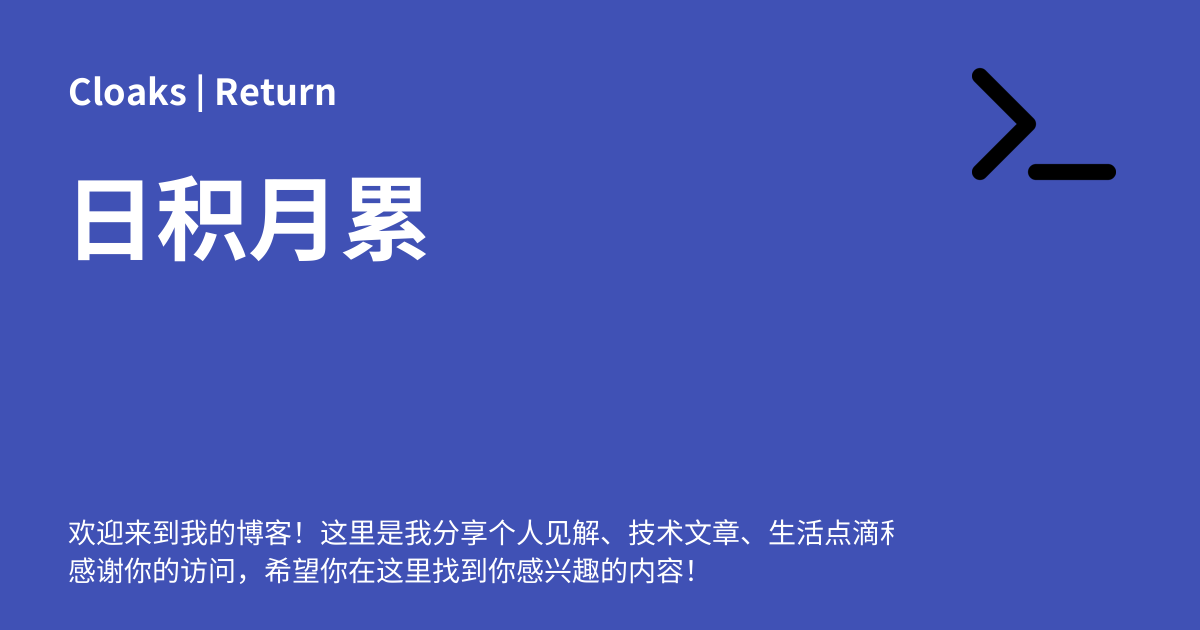 Cloaks | Return
日积月累
欢迎来到我的博客！这里是我分享个人见解、技术文章、生活点滴
感谢你的访问，希望你在这里找到你感兴趣的内容！